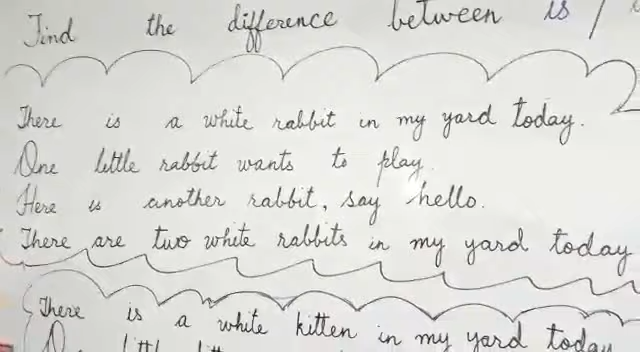 Find the difference between is /
There is a white rabbit in my yard today.
One little rabbit wants to play.
Here is another rabbit, say hello.
There are two white rabbits in my yard today
There is a white kitten in my yard today